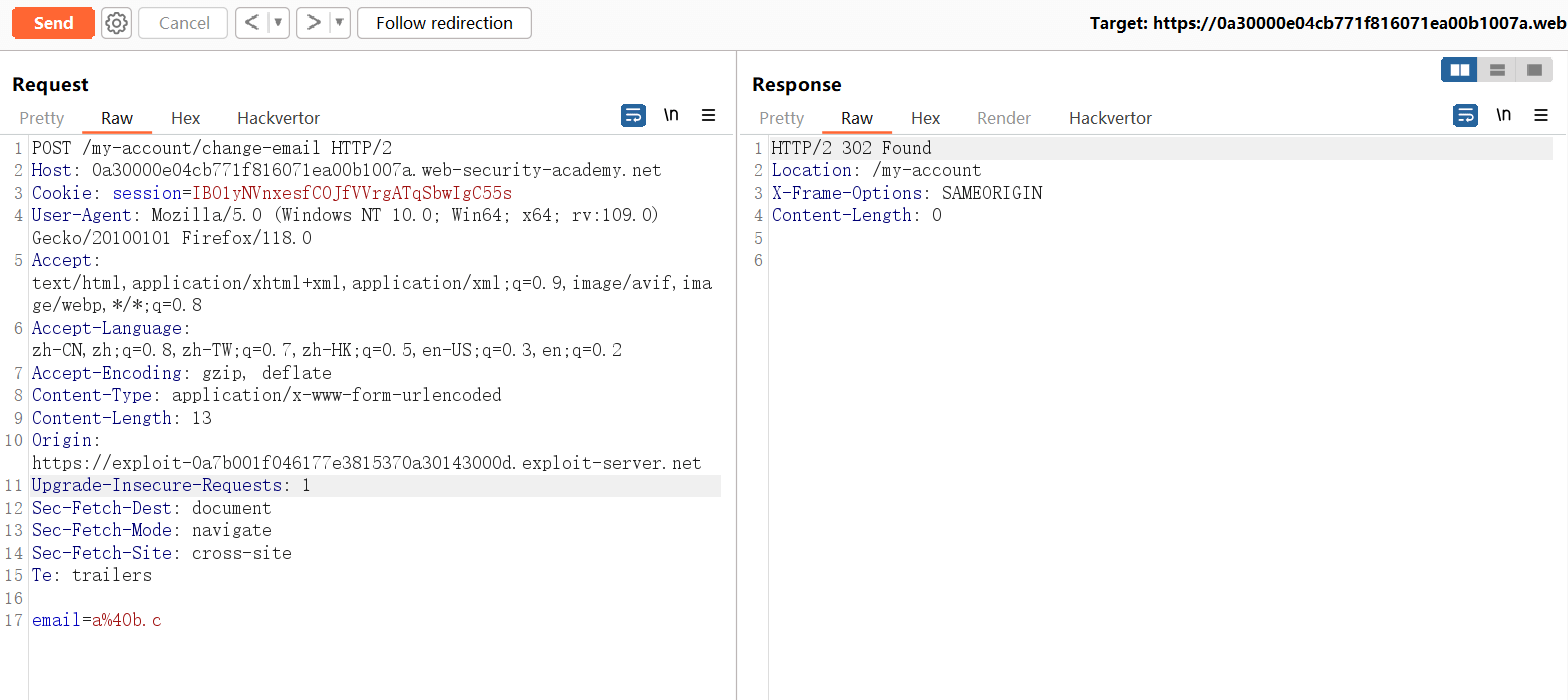 Send Cancel < ▼ > ▼ Follow redirection Target: https://0a30000e04cb771f816071ea00b1007a.web
Request
Pretty Raw Hex Hackvertor \n
1 POST /my-account/change-email HTTP/2
2 Host: 0a30000e04cb771f816071ea00b1007a.web-security-academy.net
3 Cookie: session=IBO1yNVnxesfCOJfVVrgATqSbwIgC55s
4 User-Agent: Mozilla/5.0 (Windows NT 10.0; Win64; x64; rv:109.0)
Gecko/20100101 Firefox/118.0
5 Accept:
text/html,application/xhtml+xml,application/xml;q=0.9,image/avif,ima
ge/webp,*/*;q=0.8
6 Accept-Language:
zh-CN,zh;q=0.8,zh-TW;q=0.7,zh-HK;q=0.5,en-US;q=0.3,en;q=0.2
7 Accept-Encoding: gzip, deflate
8 Content-Type: application/x-www-form-urlencoded
9 Content-Length: 13
10 Origin:
https://exploit-0a7b001f046177e3815370a30143000d.exploit-server.net
11 Upgrade-Insecure-Requests: 1
12 Sec-Fetch-Dest: document
13 Sec-Fetch-Mode: navigate
14 Sec-Fetch-Site: cross-site
15 Te: trailers
16
17 email=a%40b.c
Response
Pretty Raw Hex Render Hackvertor \n
1 HTTP/2 302 Found
2 Location: /my-account
3 X-Frame-Options: SAMEORIGIN
4 Content-Length: 0
5
6